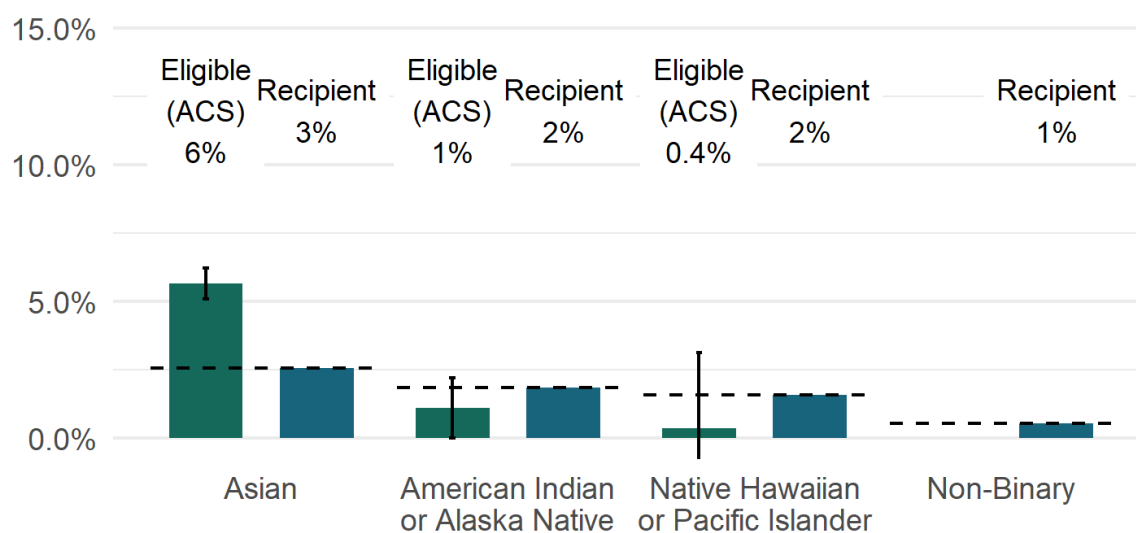 15.0%
Eligible
(ACS)
6%
Recipient
3%
Eligible
(ACS)
1%
Recipient
2%
Eligible
(ACS)
0.4%
Recipient
2%
Recipient
1%
10.0%
5.0%
0.0%
Asian
American Indian
or Alaska Native
Native Hawaiian
or Pacific Islander
Non-Binary